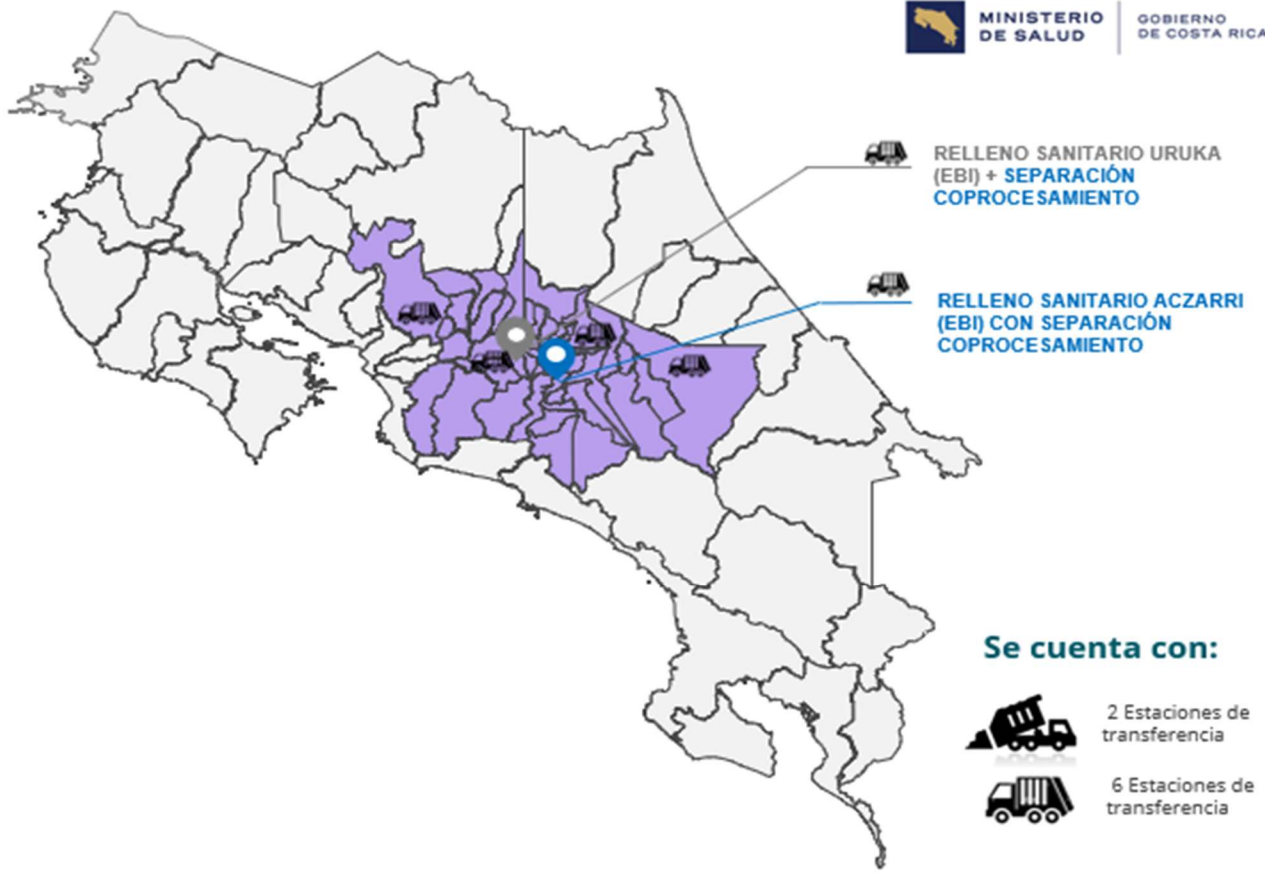 MINISTERIO
DE SALUD
GOBIERNO
DE COSTA RICA
RELLENO SANITARIO URUKA
(EBI) + SEPARACIÓN
COPROCESAMIENTO
RELLENO SANITARIO ACZARRI
(EBI) CON SEPARACIÓN
COPROCESAMIENTO
Se cuenta con:
2 Estaciones de
transferencia
6 Estaciones de
transferencia